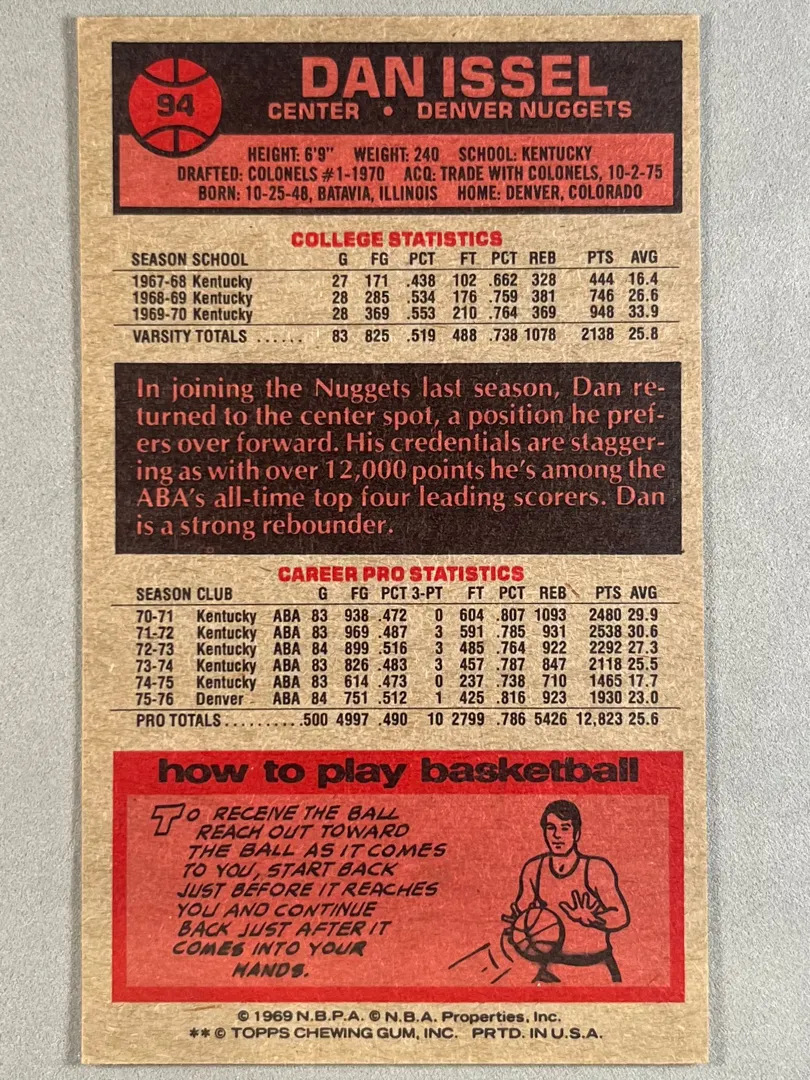 94
DAN ISSEL
CENTER • DENVER NUGGETS
HEIGHT: 6'9" WEIGHT: 240 SCHOOL: KENTUCKY
DRAFTED: COLONELS #1-1970 ACQ: TRADE WITH COLONELS, 10-2-75
BORN: 10-25-48, BATAVIA, ILLINOIS HOME: DENVER, COLORADO
COLLEGE STATISTICS
SEASON SCHOOL G FG PCT FT PCT REB PTS AVG
1967-68 Kentucky 27 171 .438 102 .662 328 444 16.4
1968-69 Kentucky 28 285 .534 176 .759 381 746 26.6
1969-70 Kentucky 28 369 .553 210 .764 369 948 33.9
VARSITY TOTALS ...... 83 825 .519 488 .738 1078 2138 25.8
In joining the Nuggets last season, Dan re-
turned to the center spot, a position he pref-
ers over forward. His credentials are stagger-
ing as with over 12,000 points he's among the
ABA's all-time top four leading scorers. Dan
is a strong rebounder.
CAREER PRO STATISTICS
SEASON CLUB G FG PCT 3-PT FT PCT REB PTS AVG
70-71 Kentucky ABA 83 938 .472 0 604 .807 1093 2480 29.9
71-72 Kentucky ABA 83 969 .487 3 591 .785 931 2538 30.6
72-73 Kentucky ABA 84 899 .516 3 485 .764 922 2292 27.3
73-74 Kentucky ABA 83 826 .483 3 457 .787 847 2118 25.5
74-75 Kentucky ABA 83 614 .473 0 237 .738 710 1465 17.7
75-76 Denver ABA 84 751 .512 1 425 .816 923 1930 23.0
PRO TOTALS..........500 4997 .490 10 2799 .786 5426 12,823 25.6
how to play basketball
TO RECEIVE THE BALL
REACH OUT TOWARD
THE BALL AS IT COMES
TO YOU, START BACK
JUST BEFORE IT REACHES
YOU AND CONTINUE
BACK JUST AFTER IT
COMES INTO YOUR
HANDS.
© 1969 N.B.P.A. © N.B.A. Properties, Inc.
** © TOPPS CHEWING GUM, INC. PRTD. IN U.S.A.